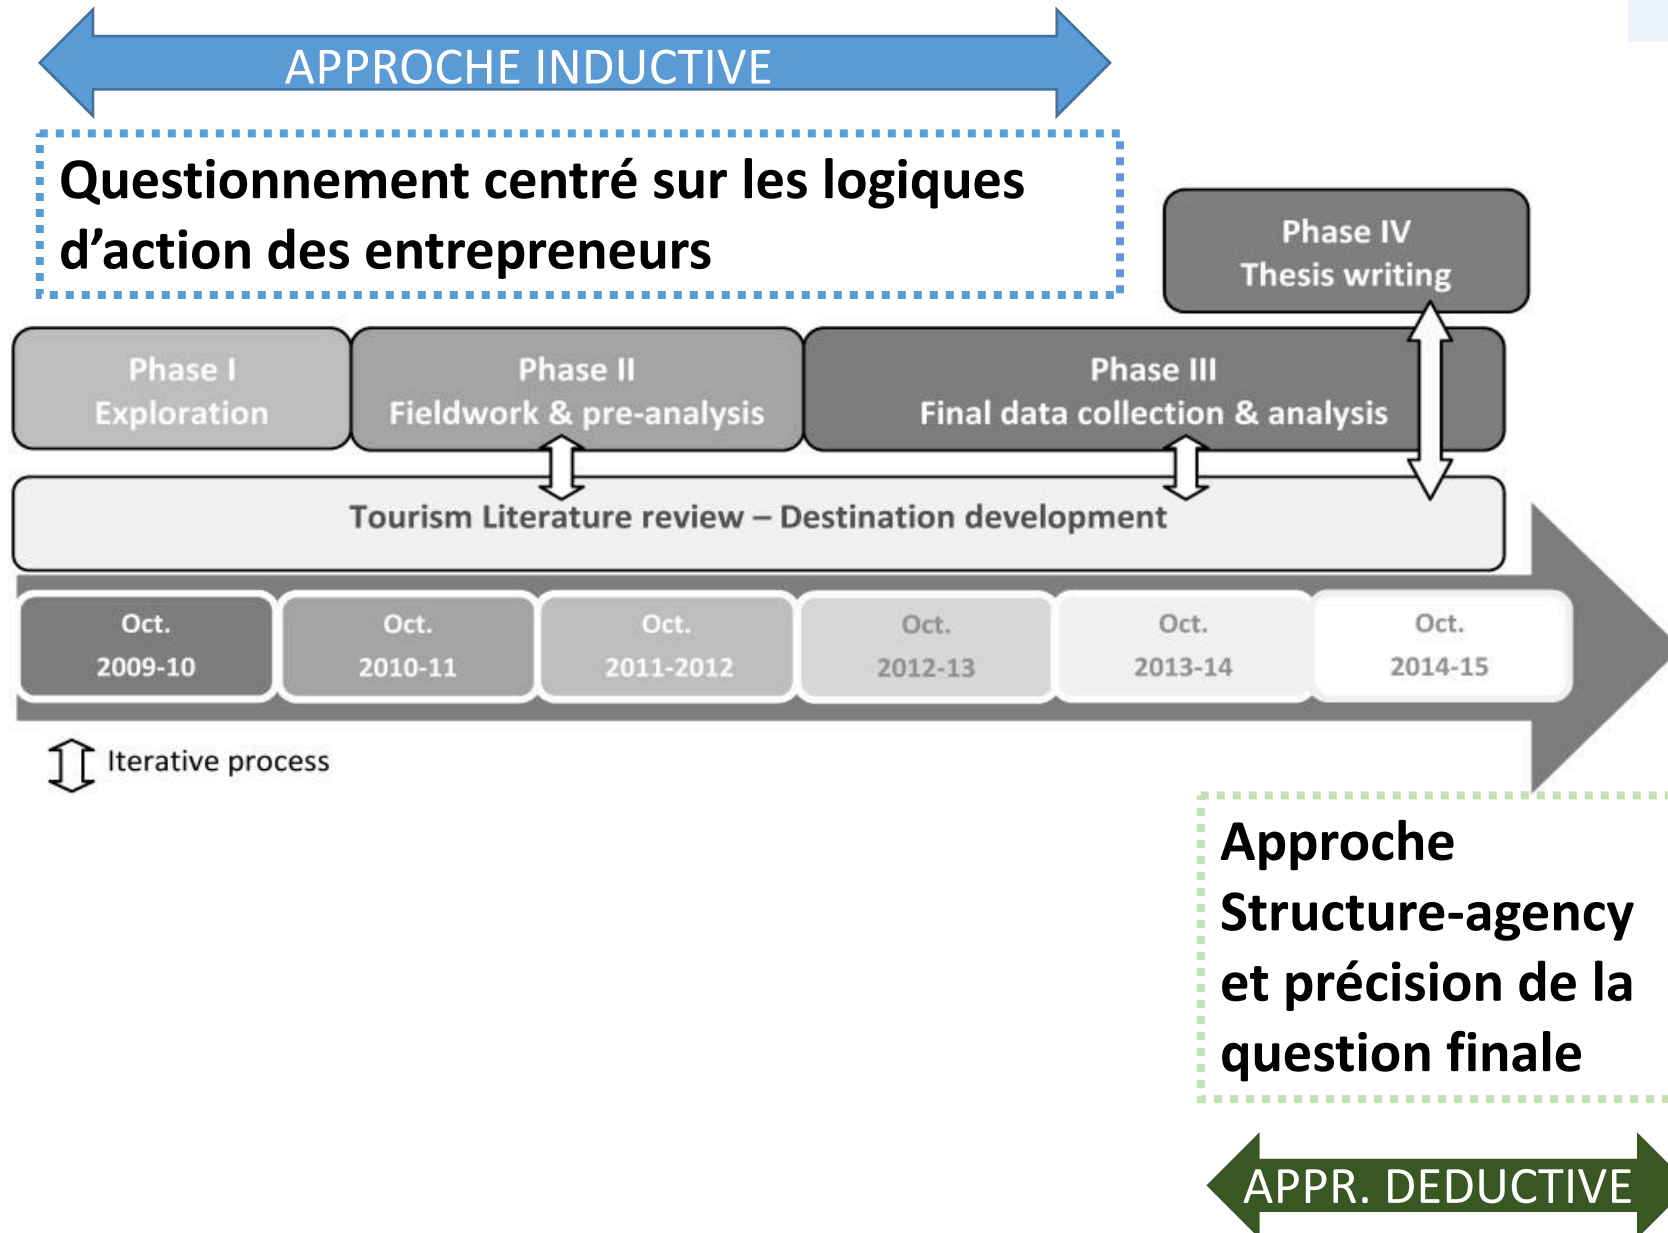 APPROCHE INDUCTIVE
Questionnement centré sur les logiques
d’action des entrepreneurs
Phase IV
Thesis writing
Phase I
Exploration
Phase II
Fieldwork & pre-analysis
Phase III
Final data collection & analysis
Tourism Literature review – Destination development
Oct.
2009-10
Oct.
2010-11
Oct.
2011-2012
Oct.
2012-13
Oct.
2013-14
Oct.
2014-15
Iterative process
Approche
Structure-agency
et précision de la
question finale
APPR. DEDUCTIVE